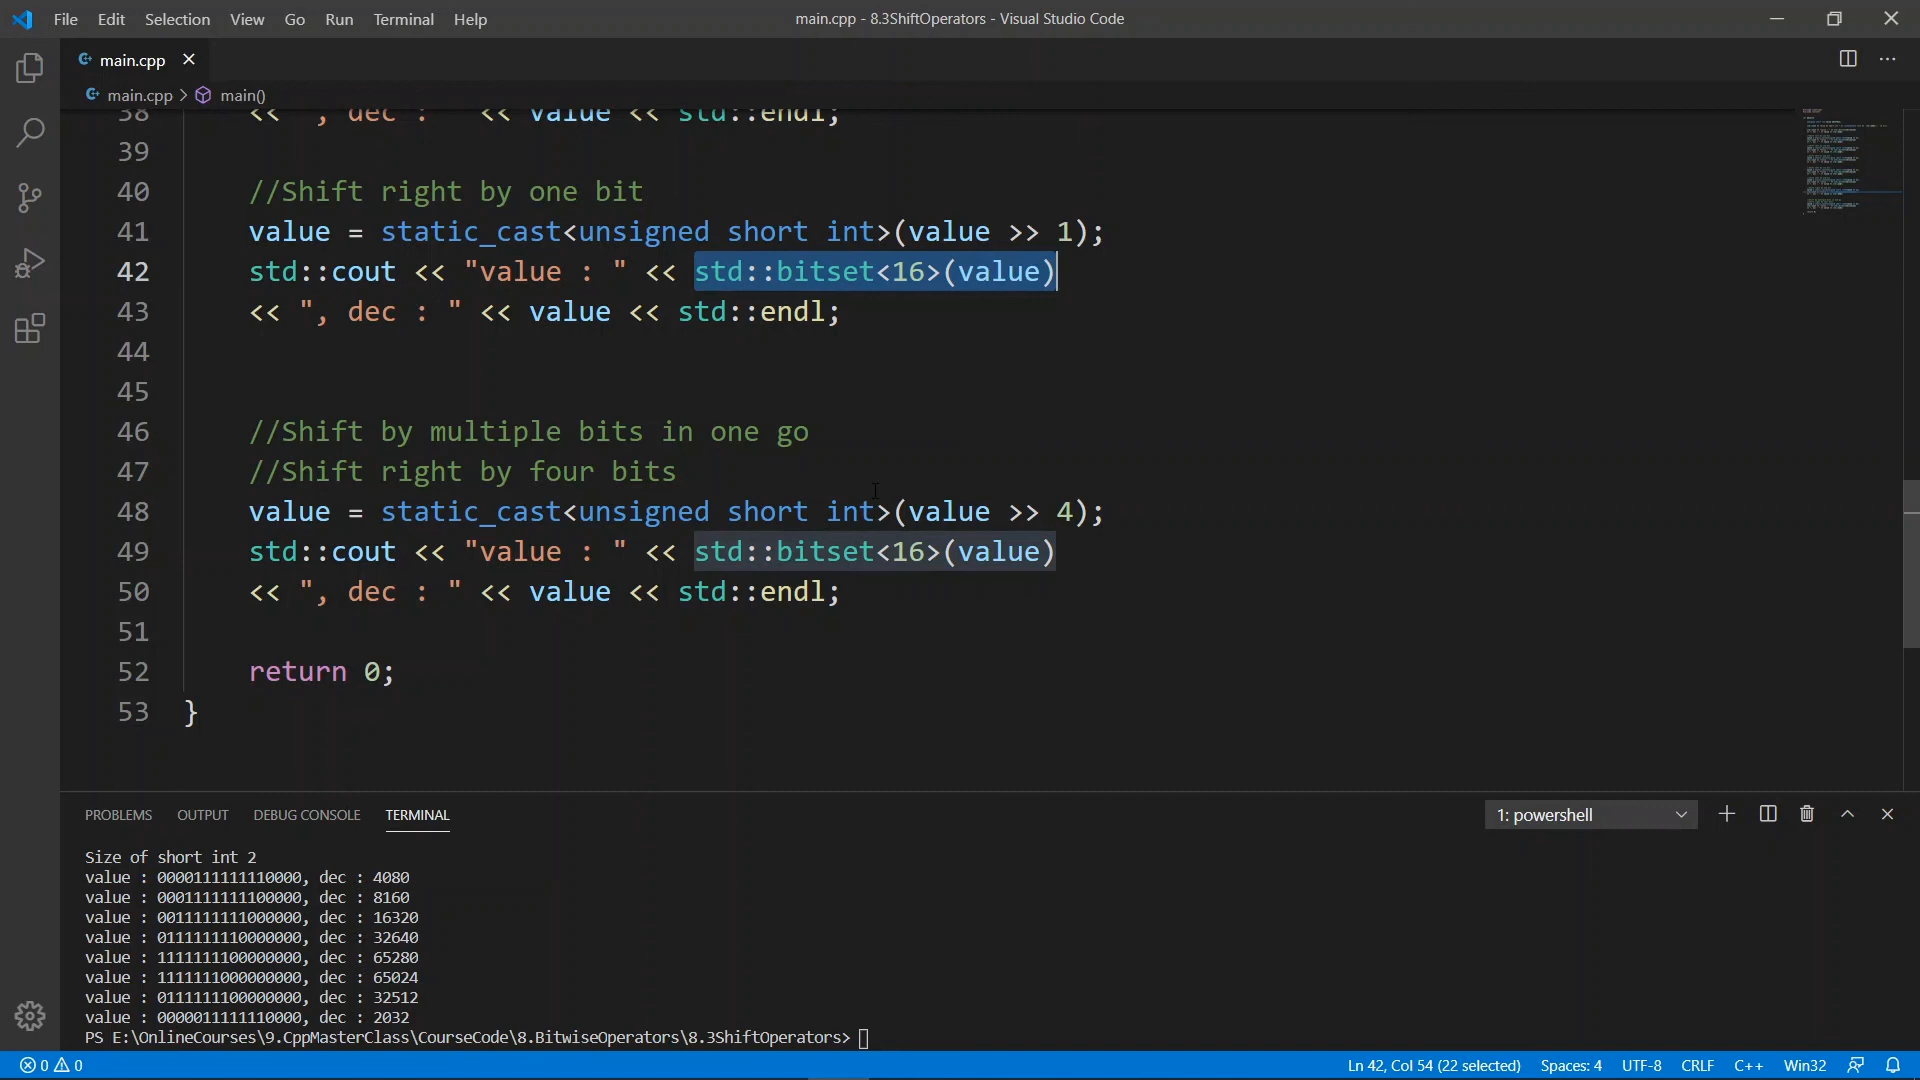 File Edit Selection View Go Run Terminal Help
main.cpp - 8.3ShiftOperators - Visual Studio Code
main.cpp
main.cpp > main()
38 << ", dec : " << value << std::endl;
39
40 //Shift right by one bit
41 value = static_cast<unsigned short int>(value >> 1);
42 std::cout << "value : " << std::bitset<16>(value)
43 << ", dec : " << value << std::endl;
44
45
46 //Shift by multiple bits in one go
47 //Shift right by four bits
48 value = static_cast<unsigned short int>(value >> 4);
49 std::cout << "value : " << std::bitset<16>(value)
50 << ", dec : " << value << std::endl;
51
52 return 0;
53 }
PROBLEMS OUTPUT DEBUG CONSOLE TERMINAL 1: powershell
Size of short int 2
value : 0000111111110000, dec : 4080
value : 0001111111100000, dec : 8160
value : 0011111111000000, dec : 16320
value : 0111111110000000, dec : 32640
value : 1111111100000000, dec : 65280
value : 1111111000000000, dec : 65024
value : 0111111100000000, dec : 32512
value : 0000011111110000, dec : 2032
PS E:\OnlineCourses\9.CppMasterClass\CourseCode\8.BitwiseOperators\8.3ShiftOperators>
0 0 Ln 42, Col 54 (22 selected) Spaces: 4 UTF-8 CRLF C++ Win32